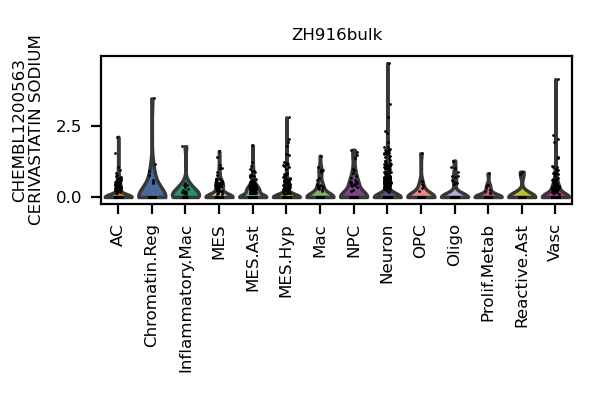 ZH916bulk
CHEMBL1200563
CERIVASTATIN SODIUM
2.5
0.0
AC
Chromatin.Reg
Inflammatory.Mac
MES
MES.Ast
MES.Hyp
Mac
NPC
Neuron
OPC
Oligo
Prolif.Metab
Reactive.Ast
Vasc